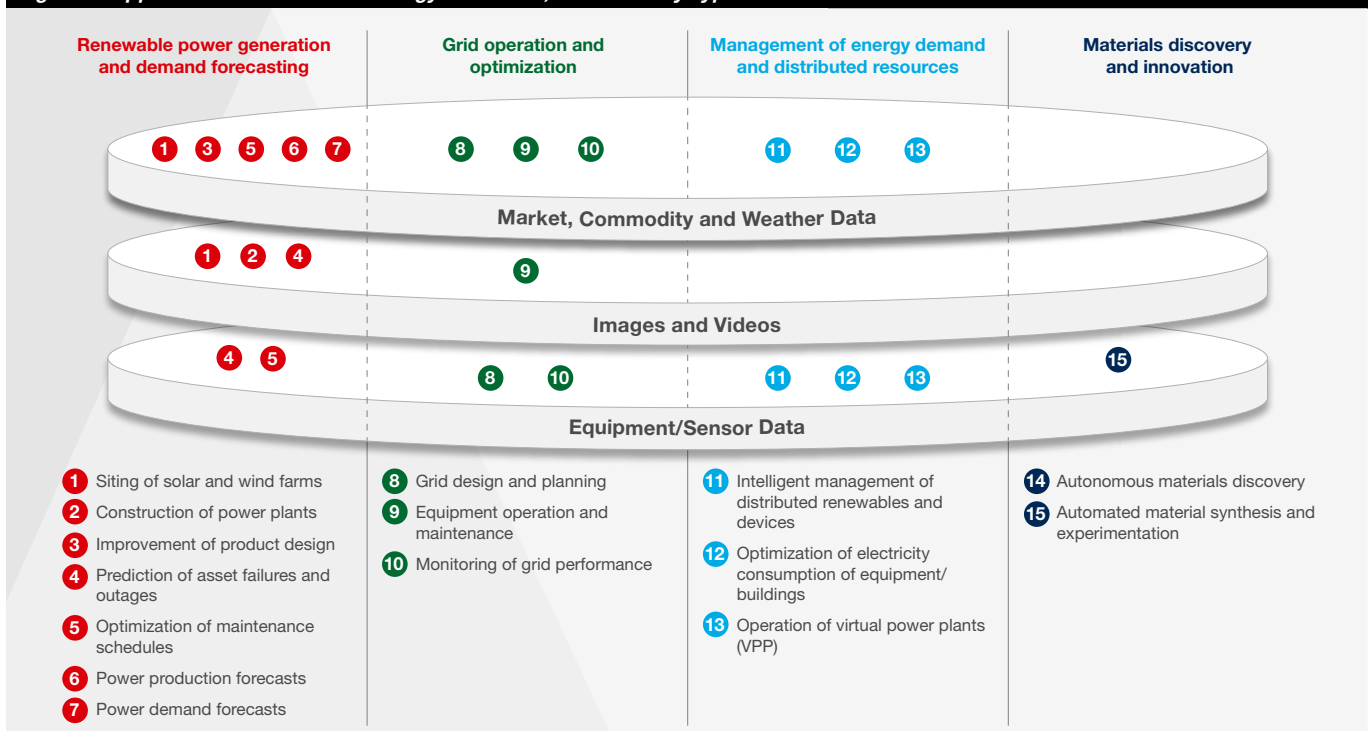 Renewable power generation
and demand forecasting
Grid operation and
optimization
Management of energy demand
and distributed resources
Materials discovery
and innovation
1 3 5 6 7 8 9 10 11 12 13
Market, Commodity and Weather Data
1 2 4 9
Images and Videos
4 5 8 10 11 12 13 15
Equipment/Sensor Data
1 Siting of solar and wind farms
2 Construction of power plants
3 Improvement of product design
4 Prediction of asset failures and
outages
5 Optimization of maintenance
schedules
6 Power production forecasts
7 Power demand forecasts
8 Grid design and planning
9 Equipment operation and
maintenance
10 Monitoring of grid performance
11 Intelligent management of
distributed renewables and
devices
12 Optimization of electricity
consumption of equipment/
buildings
13 Operation of virtual power plants
(VPP)
14 Autonomous materials discovery
15 Automated material synthesis and
experimentation